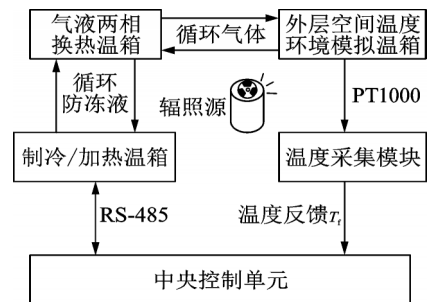 气液两相
换热温箱
循环气体
外层空间温度
环境模拟温箱
循环
防冻液
辐照源
PT1000
制冷/加热温箱
温度采集模块
RS-485
温度反馈Tf
中央控制单元